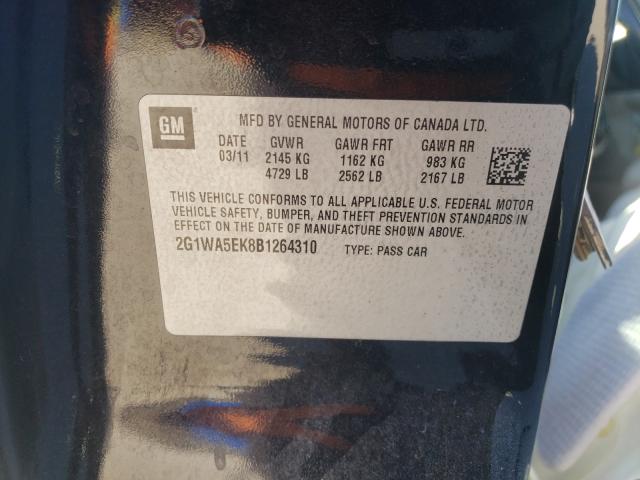 GM
MFD BY GENERAL MOTORS OF CANADA LTD.
DATE GVWR GAWR FRT GAWR RR
03/11 2145 KG 1162 KG 983 KG
4729 LB 2562 LB 2167 LB
THIS VEHICLE CONFORMS TO ALL APPLICABLE U.S. FEDERAL MOTOR
VEHICLE SAFETY, BUMPER, AND THEFT PREVENTION STANDARDS IN
EFFECT ON THE DATE OF MANUFACTURE SHOWN ABOVE.
2G1WA5EK8B1264310 TYPE: PASS CAR